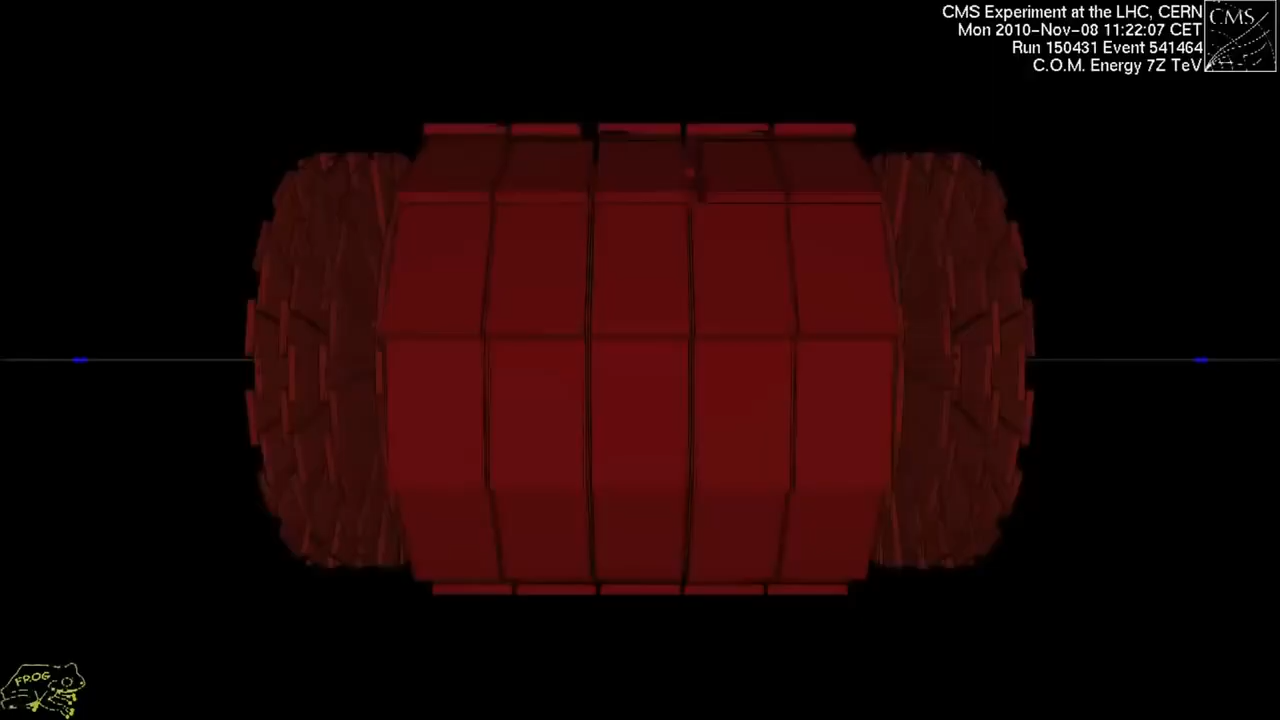 CMS Experiment at the LHC, CERN
Mon 2010-Nov-08 11:22:07 CET
Run 150431 Event 541464
C.O.M. Energy 7Z TeV
CMS
FROG